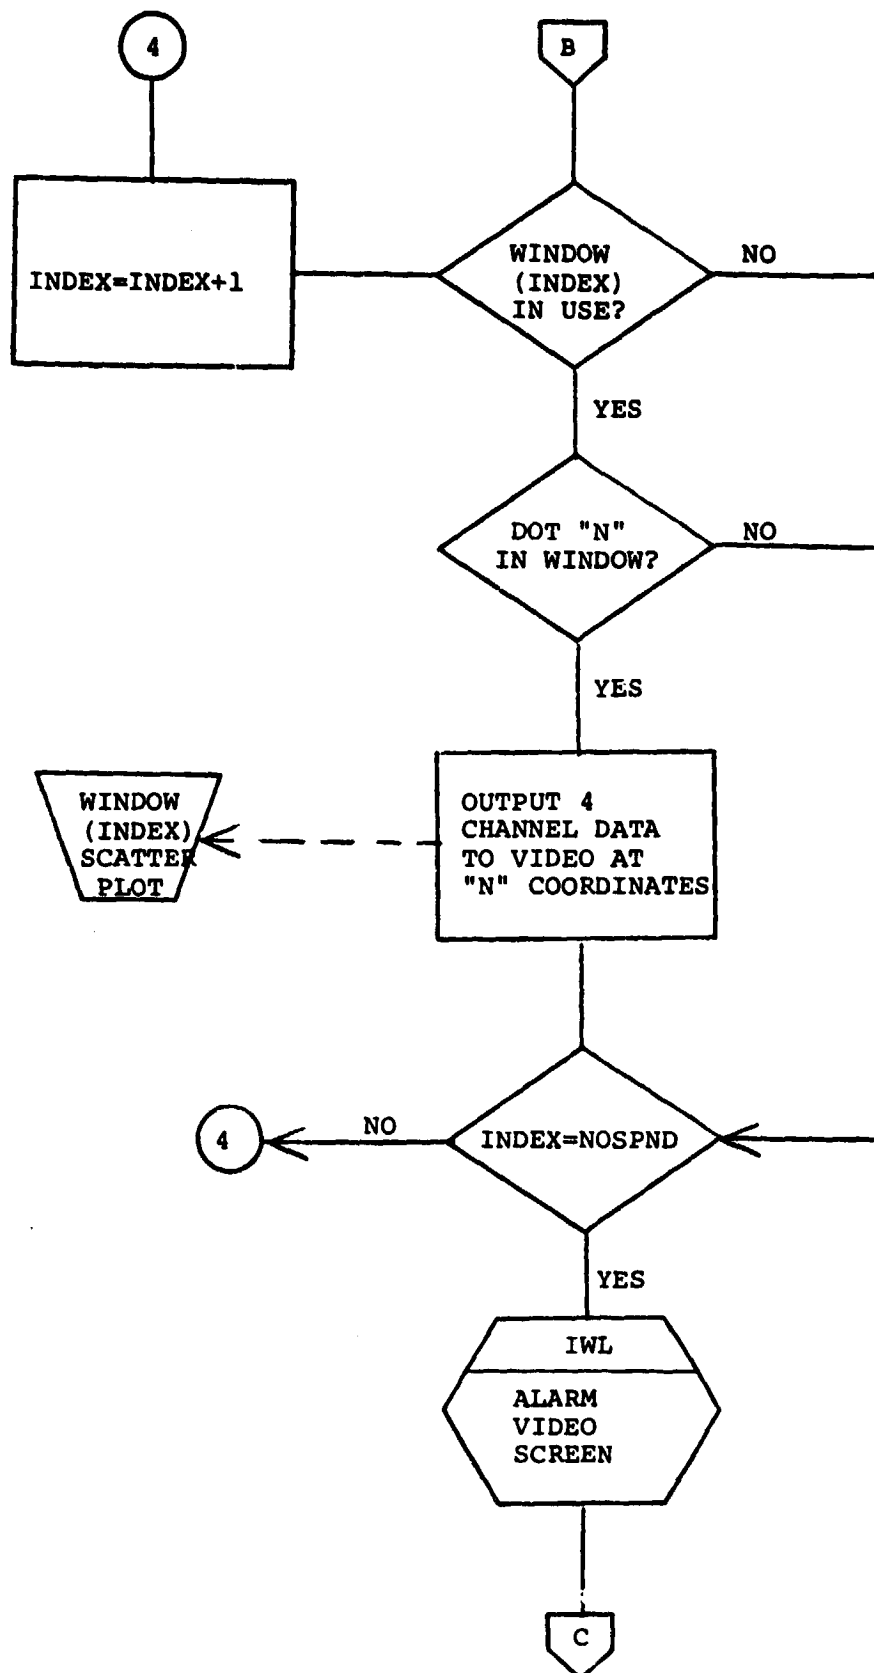 4
B
INDEX=INDEX+1
WINDOW
(INDEX)
IN USE?
NO
YES
DOT "N"
IN WINDOW?
NO
YES
WINDOW
(INDEX)
SCATTER
PLOT
OUTPUT 4
CHANNEL DATA
TO VIDEO AT
"N" COORDINATES
4
NO
INDEX=NOSPND
YES
IWL
ALARM
VIDEO
SCREEN
C